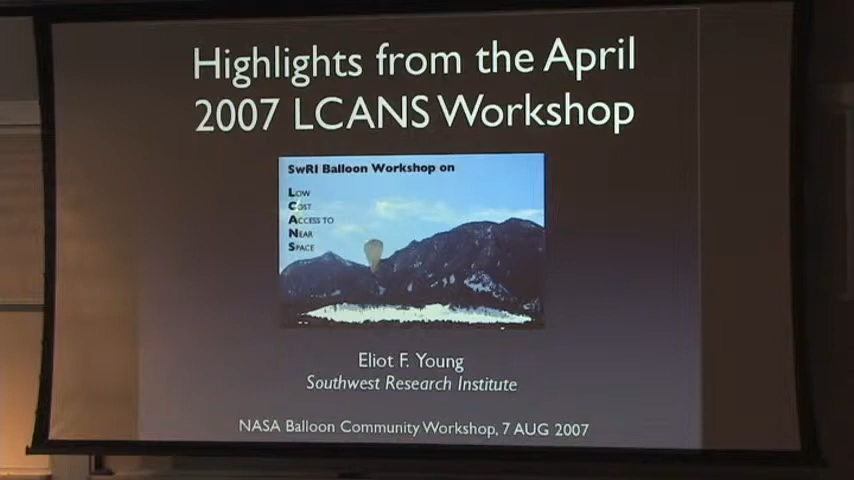 Highlights from the April
2007 LCANS Workshop
SwRI Balloon Workshop on
LOW
COST
ACCESS TO
NEAR
SPACE
Eliot F. Young
Southwest Research Institute
NASA Balloon Community Workshop, 7 AUG 2007